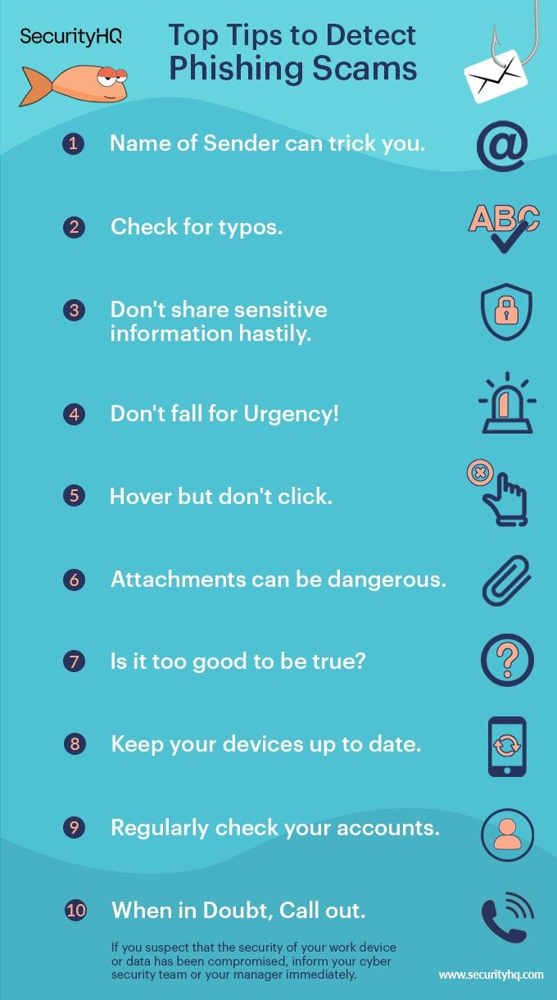 SecurityHQ
Top Tips to Detect
Phishing Scams
1 Name of Sender can trick you.
@
2 Check for typos.
ABC
3 Don't share sensitive
information hastily.
4 Don't fall for Urgency!
5 Hover but don't click.
6 Attachments can be dangerous.
7 Is it too good to be true?
?
8 Keep your devices up to date.
9 Regularly check your accounts.
10 When in Doubt, Call out.
If you suspect that the security of your work device
or data has been compromised, inform your cyber
security team or your manager immediately.
www.securityhq.com